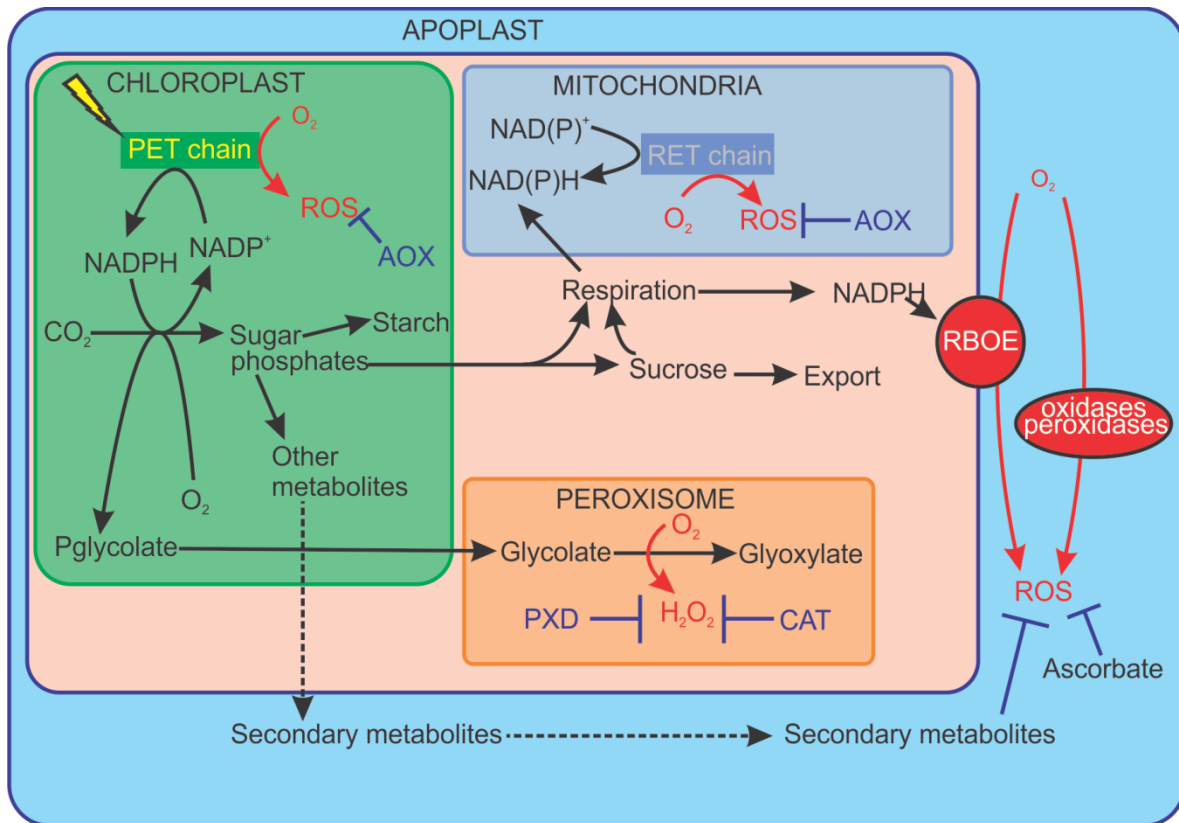 APOPLAST
CHLOROPLAST
O₂
PET chain
ROS
AOX
NADPH
NADP⁺
CO₂
Sugar
phosphates
Starch
Other
metabolites
O₂
Pglycolate
MITOCHONDRIA
NAD(P)⁺
NAD(P)H
RET chain
O₂
ROS
AOX
Respiration
NADPH
Sucrose
Export
RBOE
O₂
oxidases
peroxidases
ROS
Ascorbate
PEROXISOME
O₂
Glycolate
Glyoxylate
PXD
H₂O₂
CAT
Secondary metabolites
Secondary metabolites